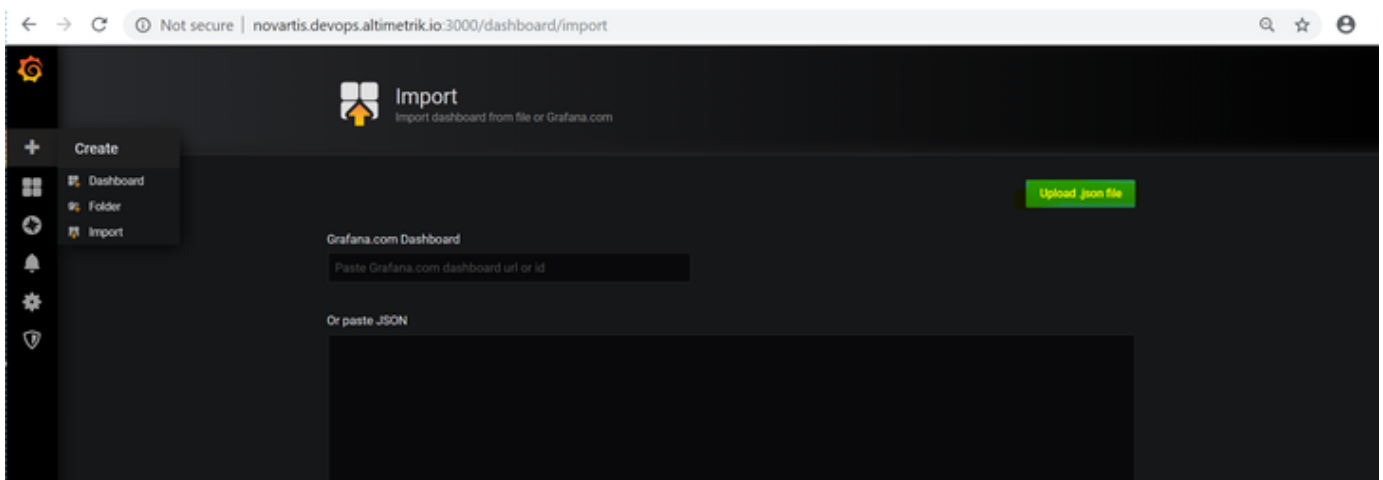 Not secure | novartis.devops.altimetrik.io:3000/dashboard/import
Import
Import dashboard from file or Grafana.com
Create
Dashboard
Folder
Import
Upload .json file
Grafana.com Dashboard
Paste Grafana.com dashboard url or id
Or paste JSON